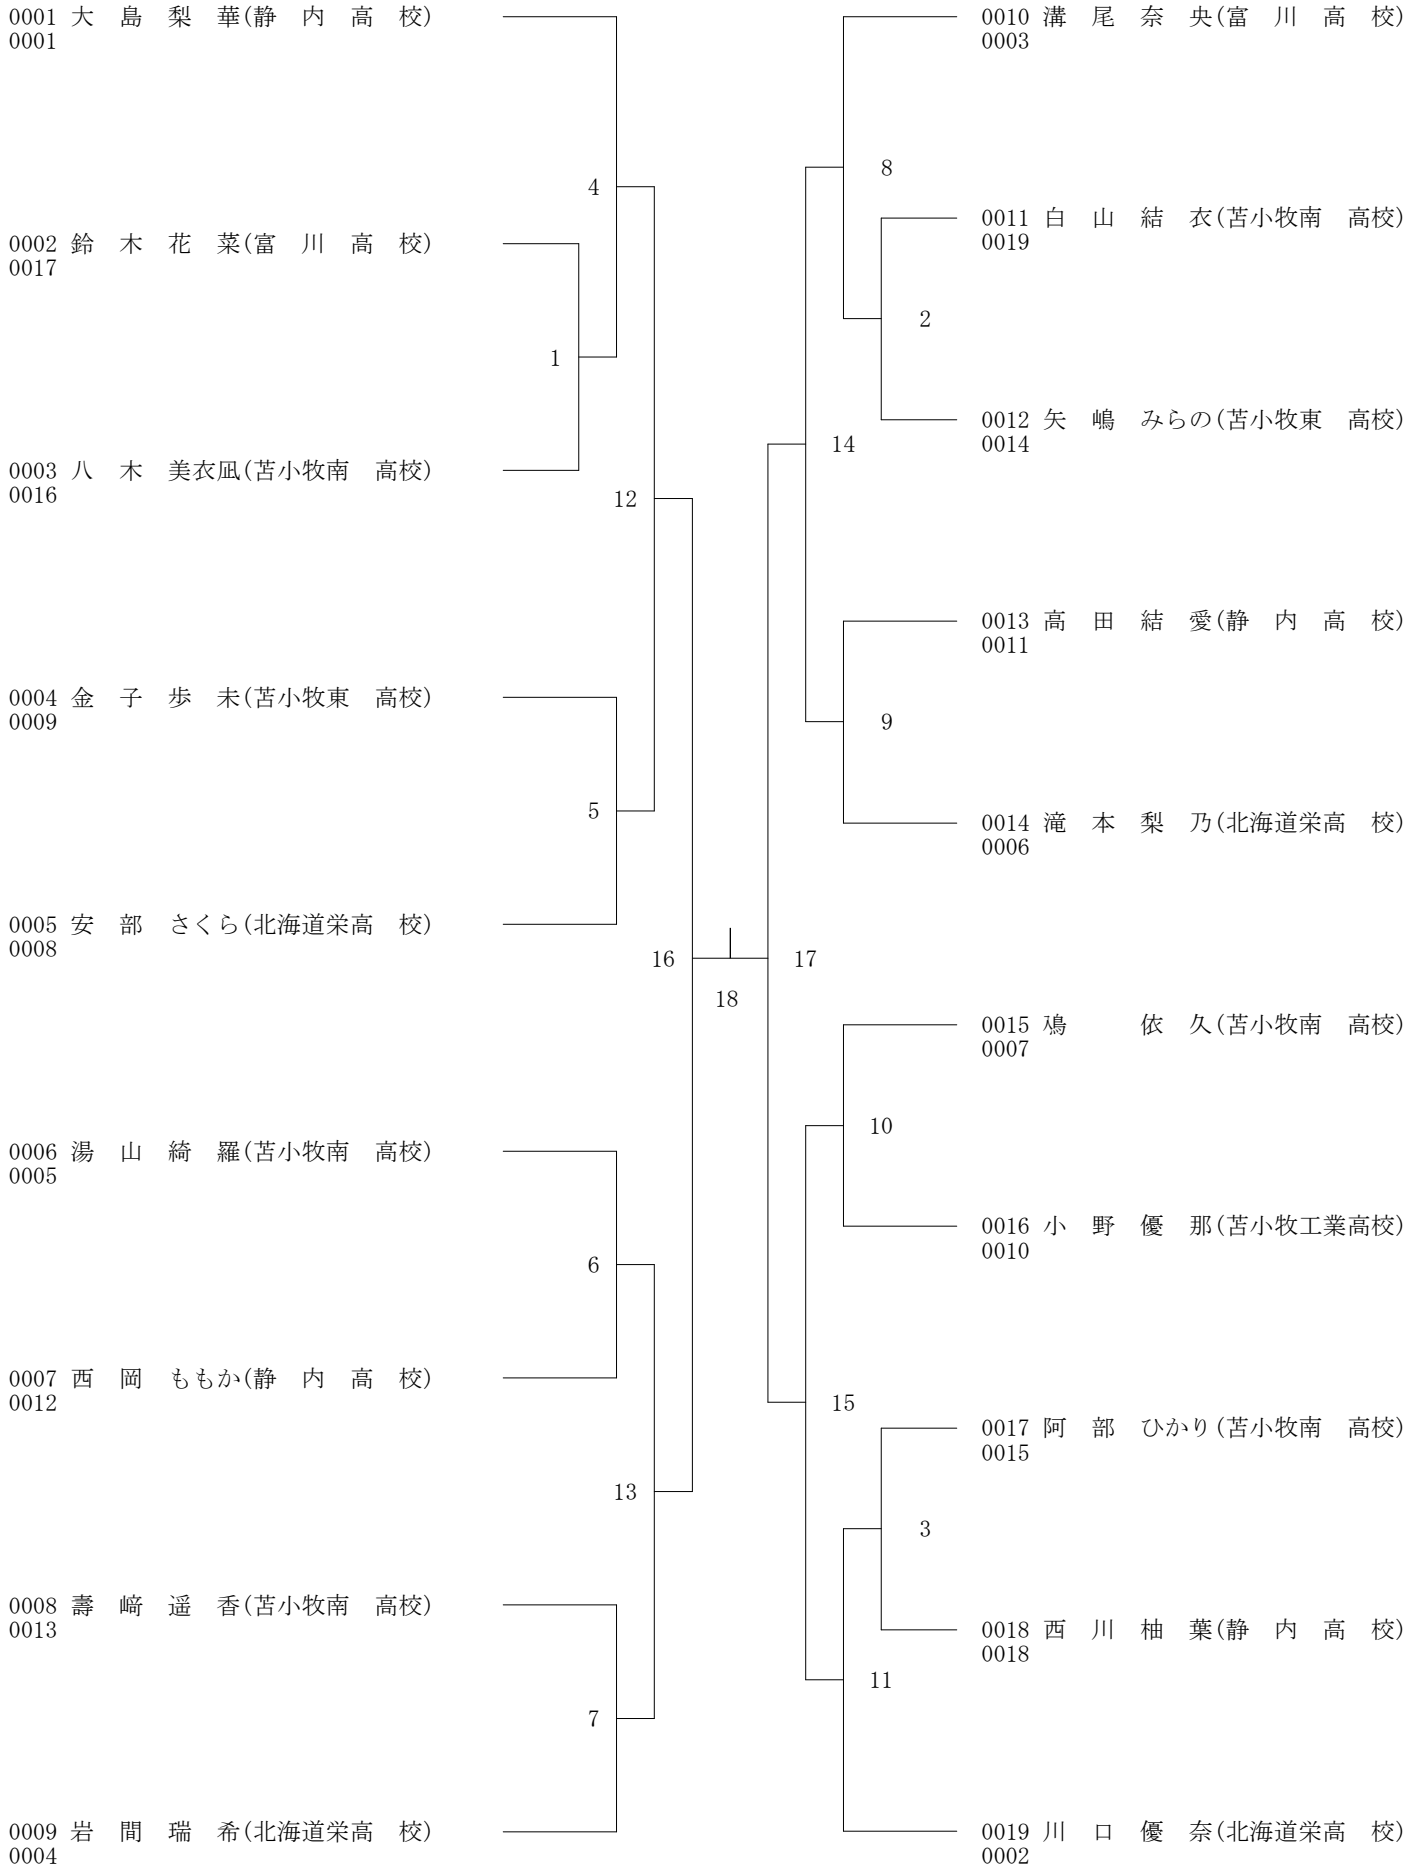 0001 大　島　梨　華(静　内　高　校)
0001
4
0002 鈴　木　花　菜(富　川　高　校)
0017
1
0003 八　木　美衣凪(苫小牧南　高校)
0016
12
0004 金　子　歩　未(苫小牧東　高校)
0009
5
0005 安　部　さくら(北海道栄高　校)
0008
16
18
0006 湯　山　綺　羅(苫小牧南　高校)
0005
6
0007 西　岡　ももか(静　内　高　校)
0012
13
0008 壽　﨑　遥　香(苫小牧南　高校)
0013
7
0009 岩　間　瑞　希(北海道栄高　校)
0004
0010 溝　尾　奈　央(富　川　高　校)
0003
8
0011 白　山　結　衣(苫小牧南　高校)
0019
2
0012 矢　嶋　みらの(苫小牧東　高校)
0014
14
0013 高　田　結　愛(静　内　高　校)
0011
9
0014 滝　本　梨　乃(北海道栄高　校)
0006
17
0015 鳰　　　依　久(苫小牧南　高校)
0007
10
0016 小　野　優　那(苫小牧工業高校)
0010
15
0017 阿　部　ひかり(苫小牧南　高校)
0015
3
0018 西　川　柚　葉(静　内　高　校)
0018
11
0019 川　口　優　奈(北海道栄高　校)
0002